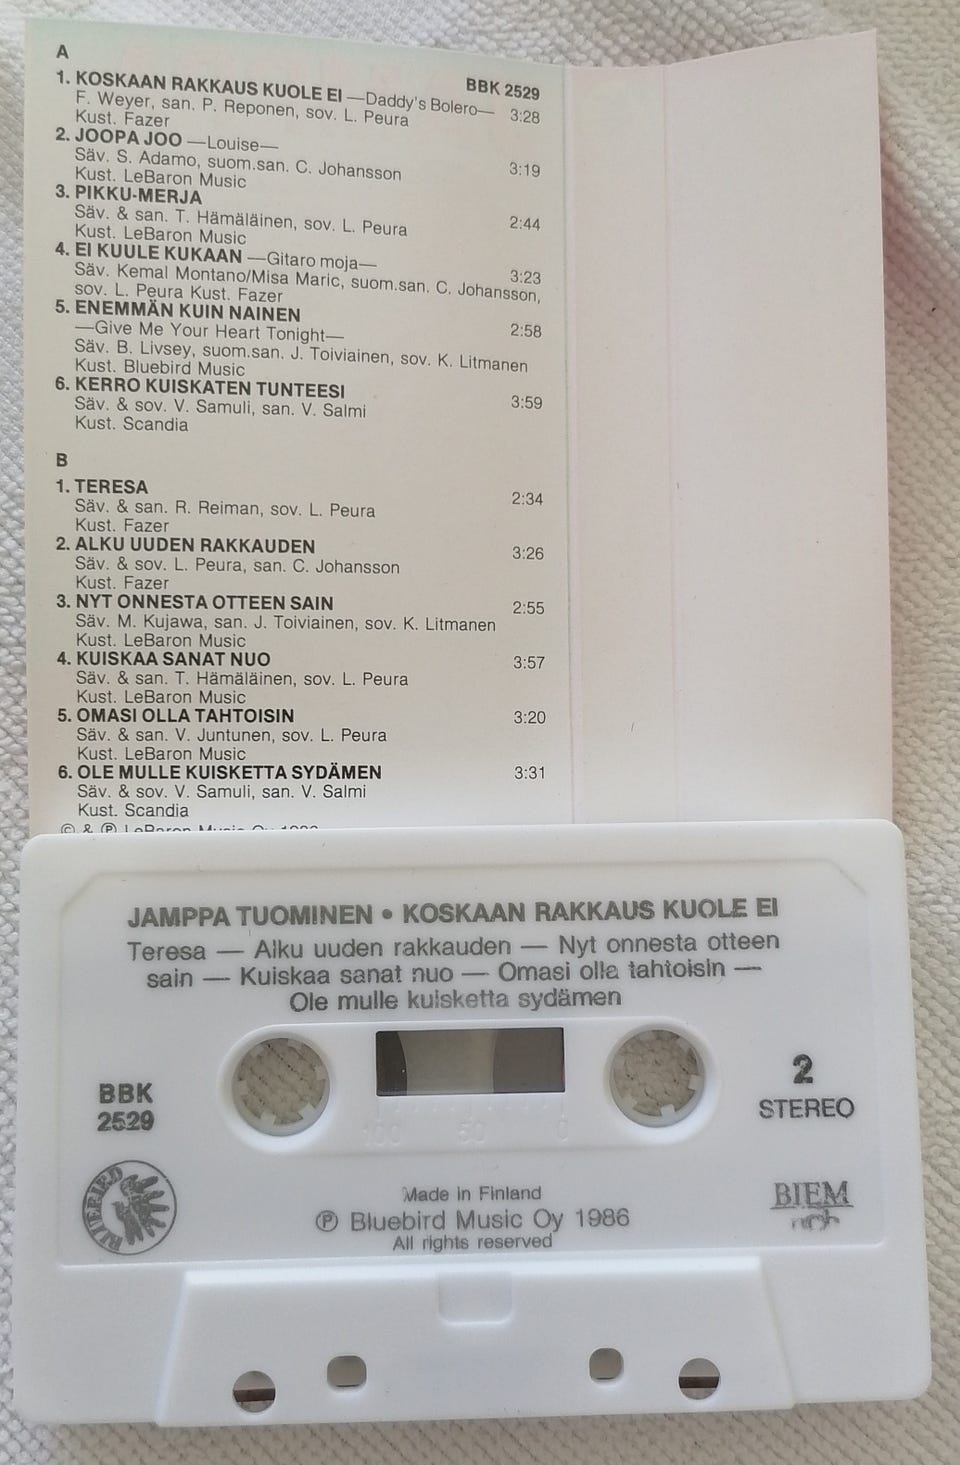 A
BBK 2529
1. KOSKAAN RAKKAUS KUOLE EI —Daddy's Bolero—
F. Weyer, san. P. Reponen, sov. L. Peura 3:28
Kust. Fazer
2. JOOPA JOO —Louise—
Säv. S. Adamo, suom.san. C. Johansson 3:19
Kust. LeBaron Music
3. PIKKU-MERJA
Säv. & san. T. Hämäläinen, sov. L. Peura 2:44
Kust. LeBaron Music
4. EI KUULE KUKAAN —Gitaro moja— 3:23
Säv. Kemal Montano/Misa Maric, suom.san. C. Johansson,
sov. L. Peura Kust. Fazer
5. ENEMMÄN KUIN NAINEN
—Give Me Your Heart Tonight— 2:58
Säv. B. Livsey, suom.san. J. Toiviainen, sov. K. Litmanen
Kust. Bluebird Music
6. KERRO KUISKATEN TUNTEESI
Säv. & sov. V. Samuli, san. V. Salmi 3:59
Kust. Scandia
B
1. TERESA
Säv. & san. R. Reiman, sov. L. Peura 2:34
Kust. Fazer
2. ALKU UUDEN RAKKAUDEN
Säv. & sov. L. Peura, san. C. Johansson 3:26
Kust. Fazer
3. NYT ONNESTA OTTEEN SAIN 2:55
Säv. M. Kujawa, san. J. Toiviainen, sov. K. Litmanen
Kust. LeBaron Music
4. KUISKAA SANAT NUO 3:57
Säv. & san. T. Hämäläinen, sov. L. Peura
Kust. LeBaron Music
5. OMASI OLLA TAHTOISIN 3:20
Säv. & san. V. Juntunen, sov. L. Peura
Kust. LeBaron Music
6. OLE MULLE KUISKETTA SYDÄMEN 3:31
Säv. & sov. V. Samuli, san. V. Salmi
Kust. Scandia
© & ℗ LeBaron Music Oy 1986
JAMPPA TUOMINEN • KOSKAAN RAKKAUS KUOLE EI
Teresa — Alku uuden rakkauden — Nyt onnesta otteen
sain — Kuiskaa sanat nuo — Omasi olla tahtoisin —
Ole mulle kuisketta sydämen
BBK
2529
2
STEREO
100 50 0
BLUEBIRD
Made in Finland
℗ Bluebird Music Oy 1986
All rights reserved
BIEM
ncb